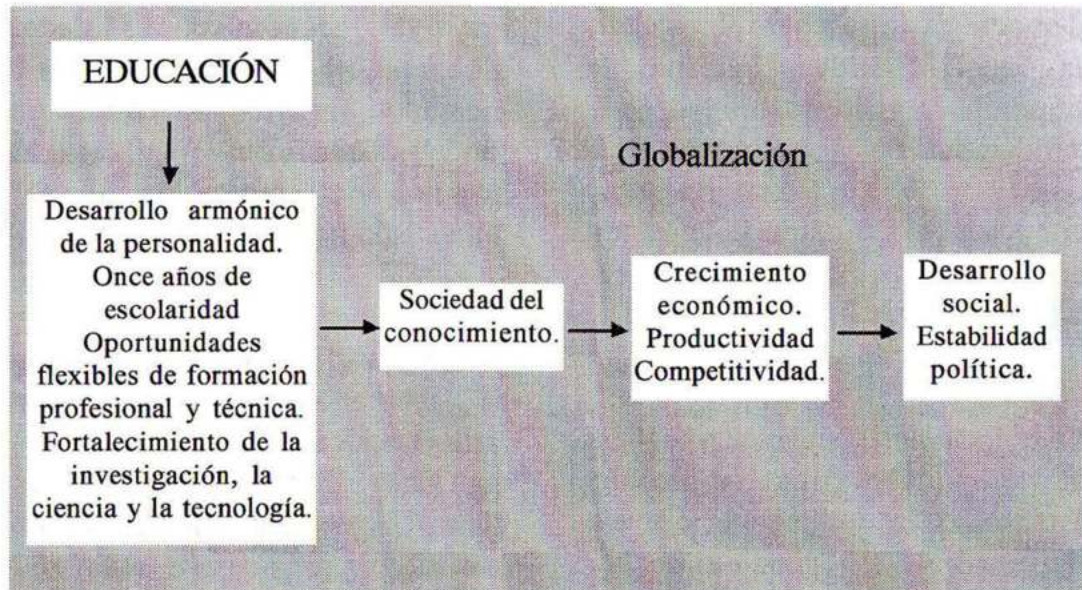 EDUCACIÓN
Globalización
Desarrollo armónico
de la personalidad.
Once años de
escolaridad
Oportunidades
flexibles de formación
profesional y técnica.
Fortalecimiento de la
investigación, la
ciencia y la tecnología.
Sociedad del
conocimiento.
Crecimiento
económico.
Productividad
Competitividad.
Desarrollo
social.
Estabilidad
política.